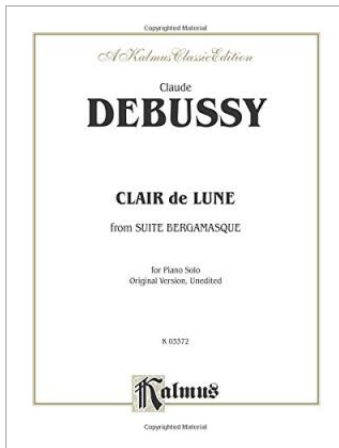 Copyrighted Material
A Kalmus Classic Edition
Claude
DEBUSSY
CLAIR de LUNE
from SUITE BERGAMASQUE
for Piano Solo
Original Version, Unedited
K 03372
Kalmus
Copyrighted Material